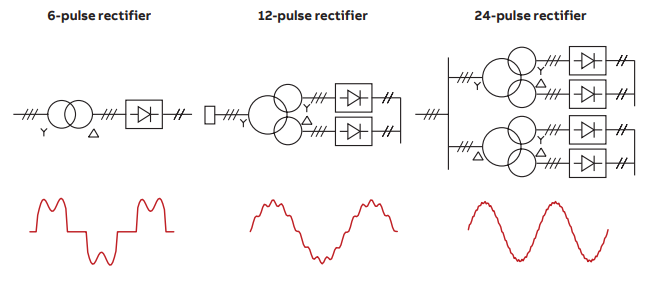 6-pulse rectifier
12-pulse rectifier
24-pulse rectifier
Y
△
Y
Y
△
Y
Y
△
△
Y
△